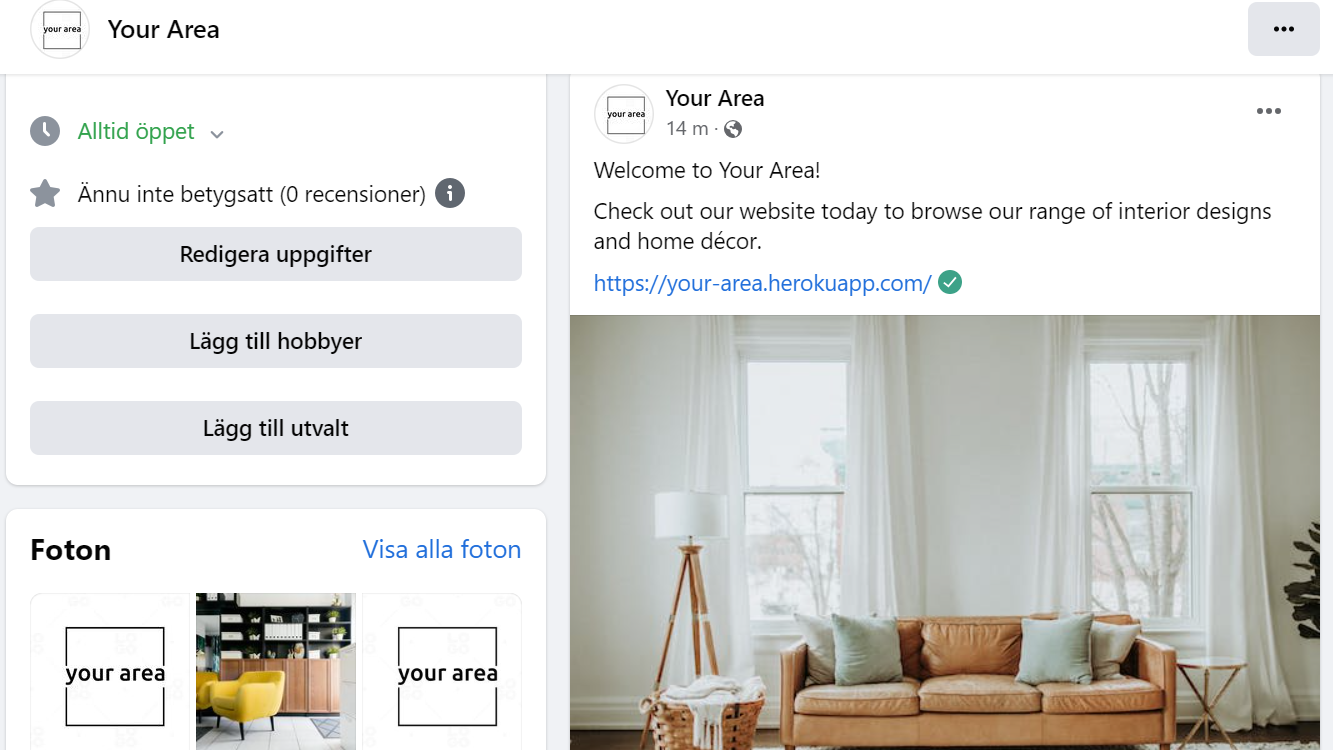 your area
Your Area
Alltid öppet
Ännu inte betygsatt (0 recensioner)
Redigera uppgifter
Lägg till hobbyer
Lägg till utvalt
Foton
Visa alla foton
your area
your area
your area
Your Area
14 m ·
Welcome to Your Area!
Check out our website today to browse our range of interior designs
and home décor.
https://your-area.herokuapp.com/